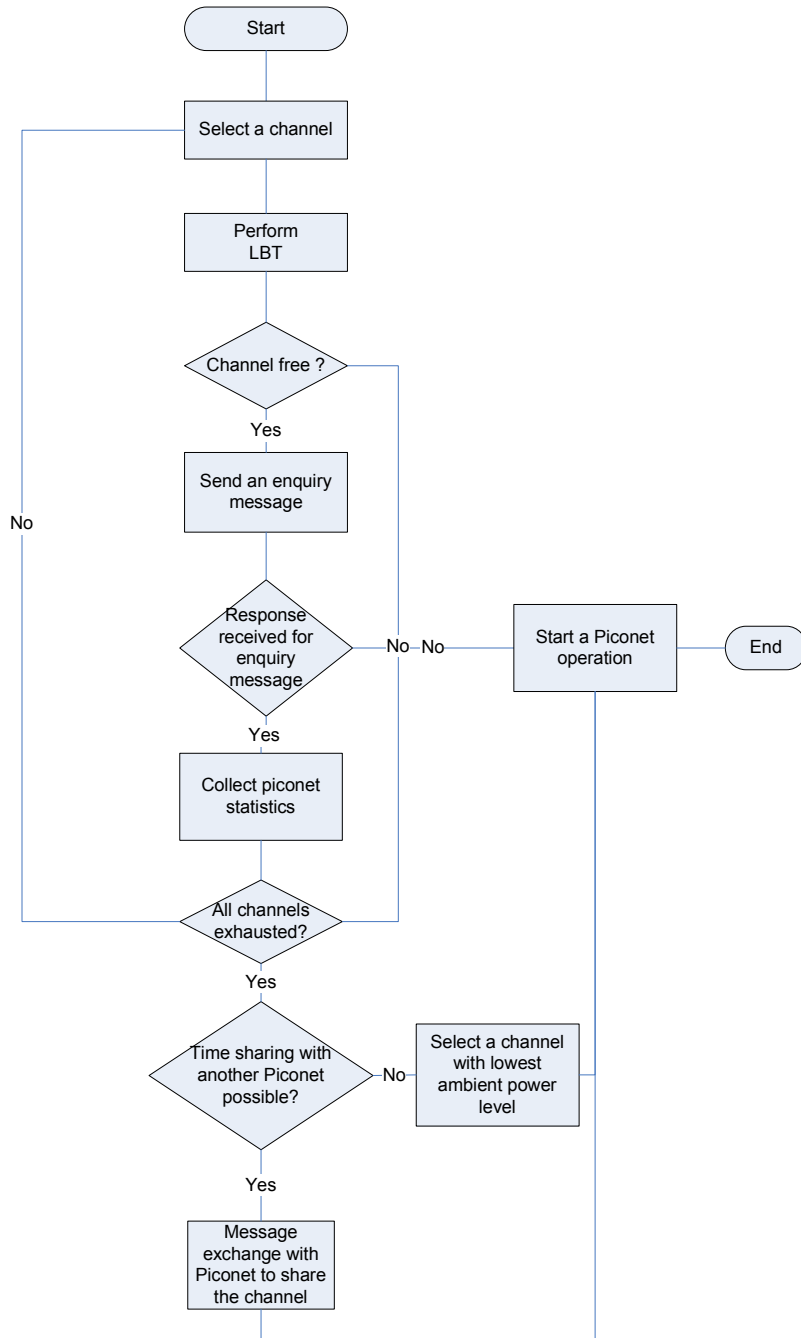 Start
Select a channel
Perform
LBT
Channel free ?
Yes
Send an enquiry
message
No
Response
received for
enquiry
message
No
No
Start a Piconet
operation
End
Yes
Collect piconet
statistics
All channels
exhausted?
Yes
Time sharing with
another Piconet
possible?
No
Select a channel
with lowest
ambient power
level
Yes
Message
exchange with
Piconet to share
the channel